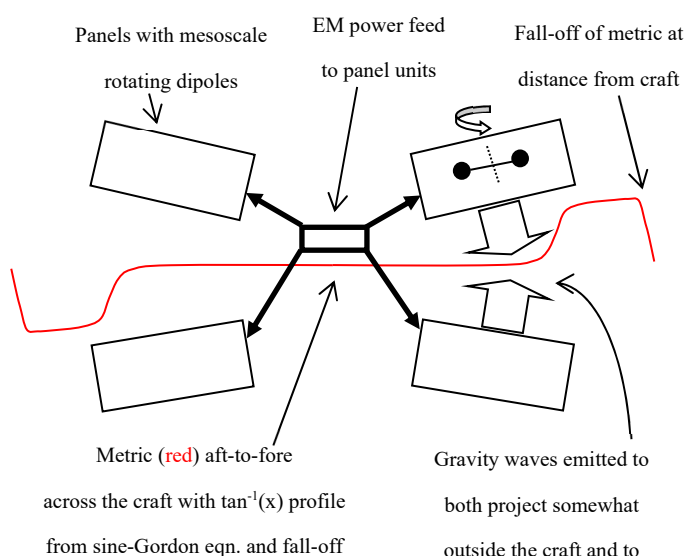 Panels with mesoscale
rotating dipoles
EM power feed
to panel units
Fall-off of metric at
distance from craft
Metric (red) aft-to-fore
across the craft with tan⁻¹(x) profile
from sine-Gordon eqn. and fall-off
Gravity waves emitted to
both project somewhat
outside the craft and to